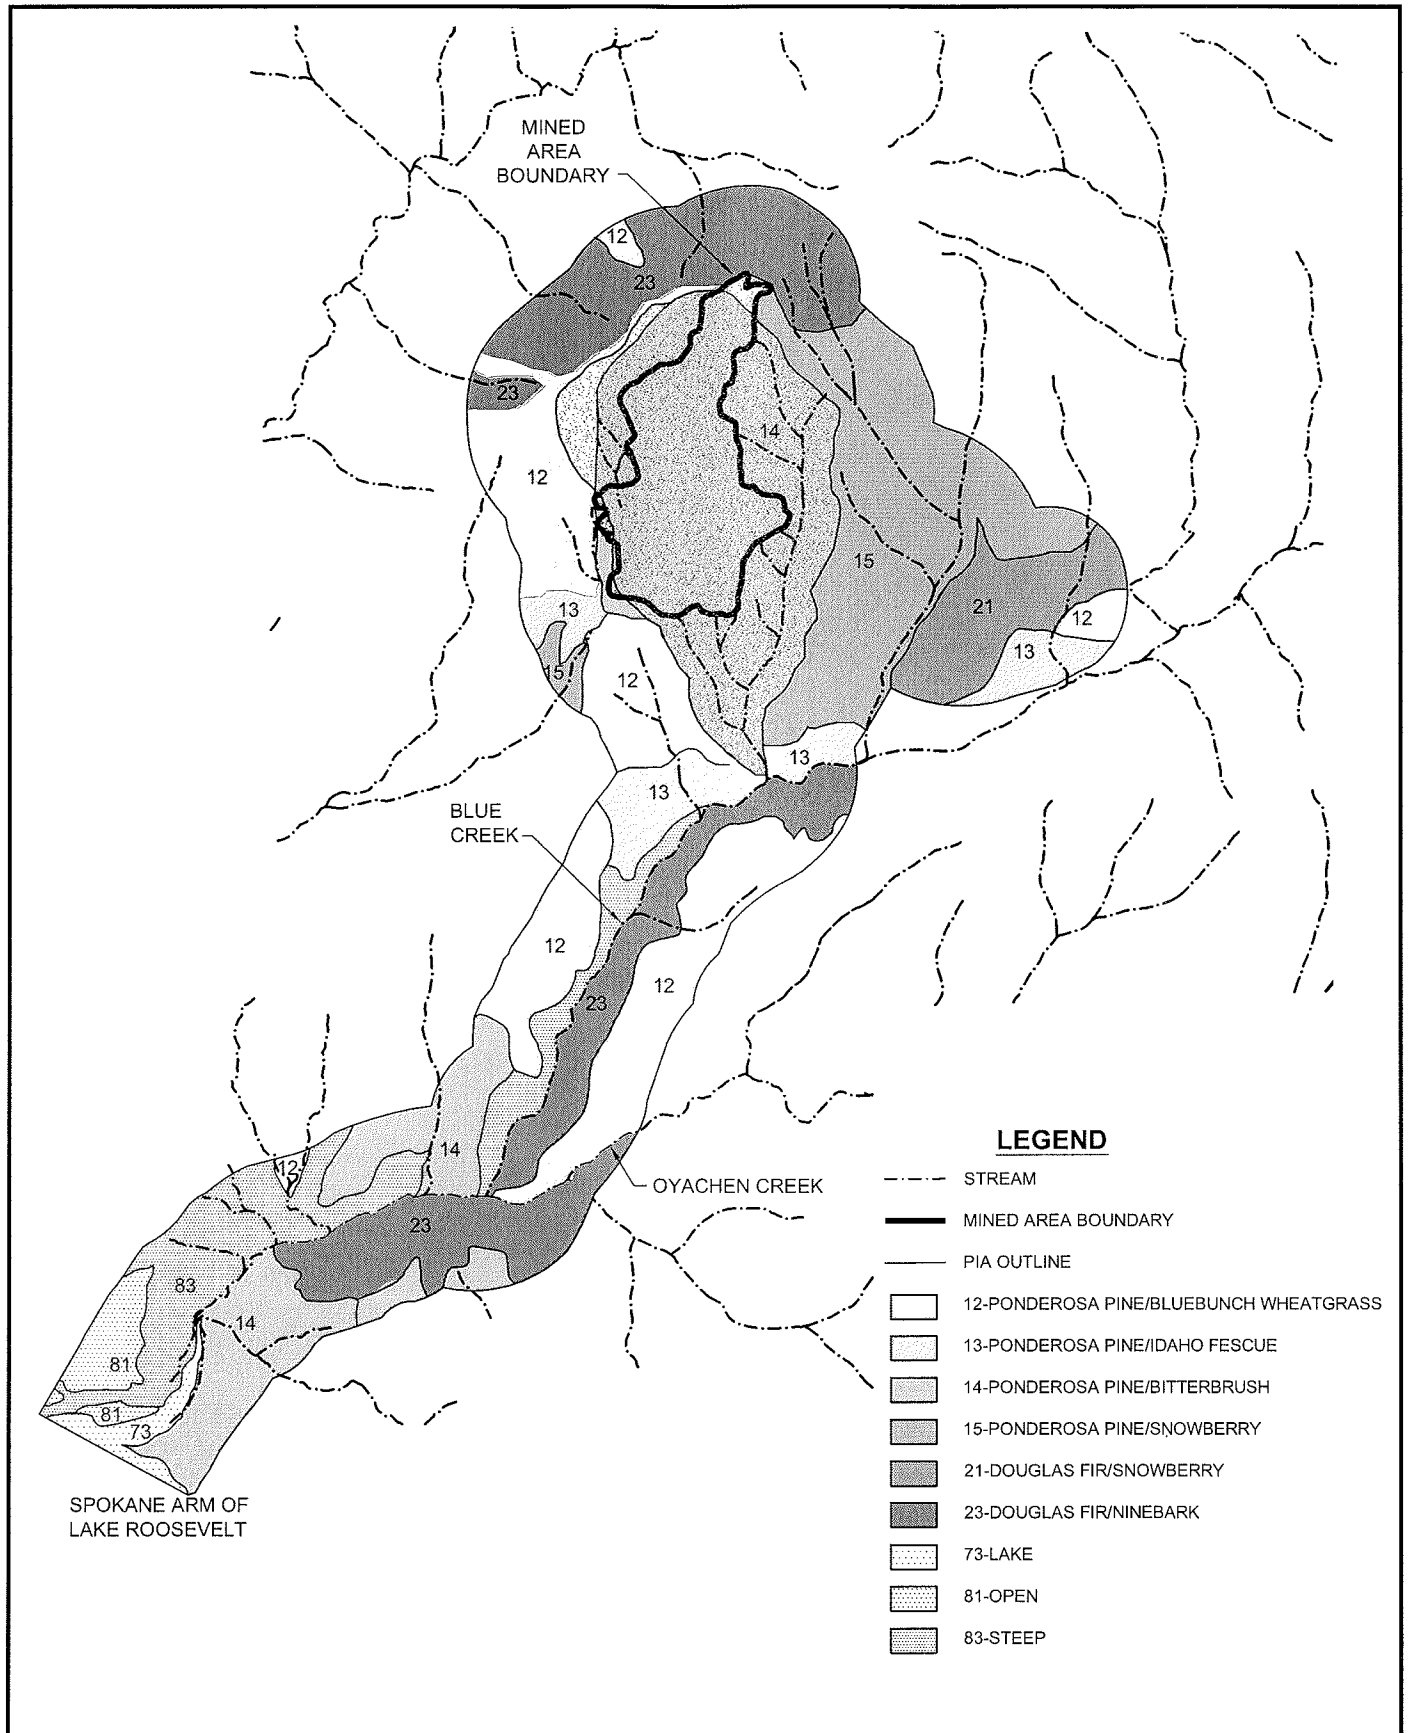 MINED
AREA
BOUNDARY
12
23
23
14
12
15
21
13
12
13
15
12
13
13
BLUE
CREEK
12
12
23
14
12
OYACHEN CREEK
23
83
14
81
81
73
SPOKANE ARM OF
LAKE ROOSEVELT
LEGEND
STREAM
MINED AREA BOUNDARY
PIA OUTLINE
12-PONDEROSA PINE/BLUEBUNCH WHEATGRASS
13-PONDEROSA PINE/IDAHO FESCUE
14-PONDEROSA PINE/BITTERBRUSH
15-PONDEROSA PINE/SNOWBERRY
21-DOUGLAS FIR/SNOWBERRY
23-DOUGLAS FIR/NINEBARK
73-LAKE
81-OPEN
83-STEEP